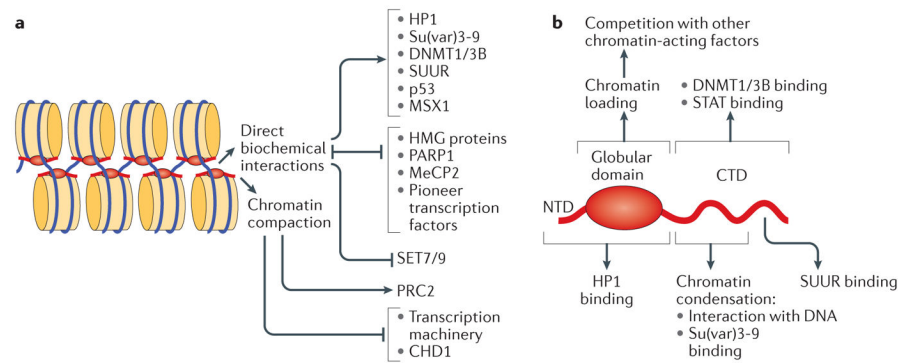 a
Direct
biochemical
interactions
Chromatin
compaction
• HP1
• Su(var)3-9
• DNMT1/3B
• SUUR
• p53
• MSX1
• HMG proteins
• PARP1
• MeCP2
• Pioneer
transcription
factors
SET7/9
PRC2
• Transcription
machinery
• CHD1
b
Competition with other
chromatin-acting factors
Chromatin
loading
• DNMT1/3B binding
• STAT binding
Globular
domain
CTD
NTD
HP1
binding
Chromatin
condensation:
• Interaction with DNA
• Su(var)3-9
binding
SUUR binding